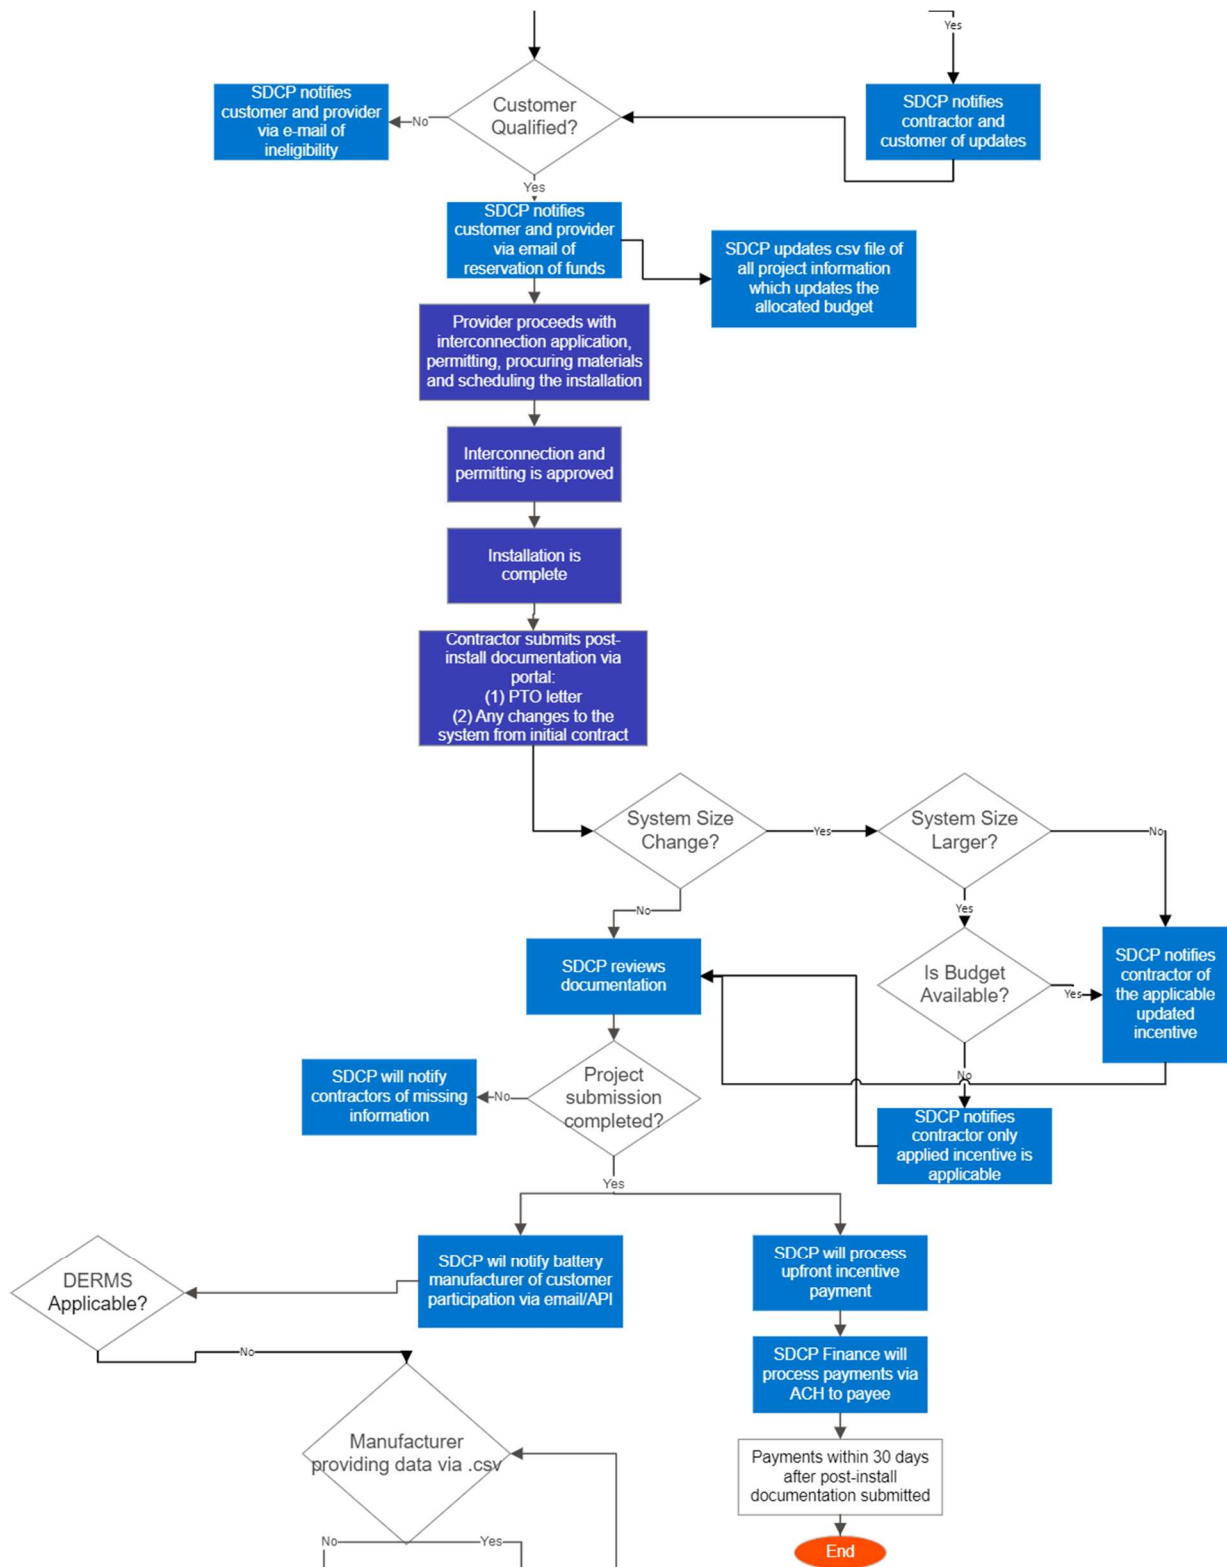 Yes
SDCP notifies
customer and provider
via e-mail of
ineligibility
No
Customer
Qualified?
SDCP notifies
contractor and
customer of updates
Yes
SDCP notifies
customer and provider
via email of
reservation of funds
SDCP updates csv file of
all project information
which updates the
allocated budget
Provider proceeds with
interconnection application,
permitting, procuring materials
and scheduling the installation
Interconnection and
permitting is approved
Installation is
complete
Contractor submits post-
install documentation via
portal:
(1) PTO letter
(2) Any changes to the
system from initial contract
System Size
Change?
Yes
System Size
Larger?
No
No
Yes
SDCP reviews
documentation
Is Budget
Available?
Yes
SDCP notifies
contractor of
the applicable
updated
incentive
No
SDCP will notify
contractors of missing
information
No
Project
submission
completed?
SDCP notifies
contractor only
applied incentive is
applicable
Yes
DERMS
Applicable?
SDCP wil notify battery
manufacturer of customer
participation via email/API
SDCP will process
upfront incentive
payment
No
SDCP Finance will
process payments via
ACH to payee
Manufacturer
providing data via .csv
Payments within 30 days
after post-install
documentation submitted
No
Yes
End